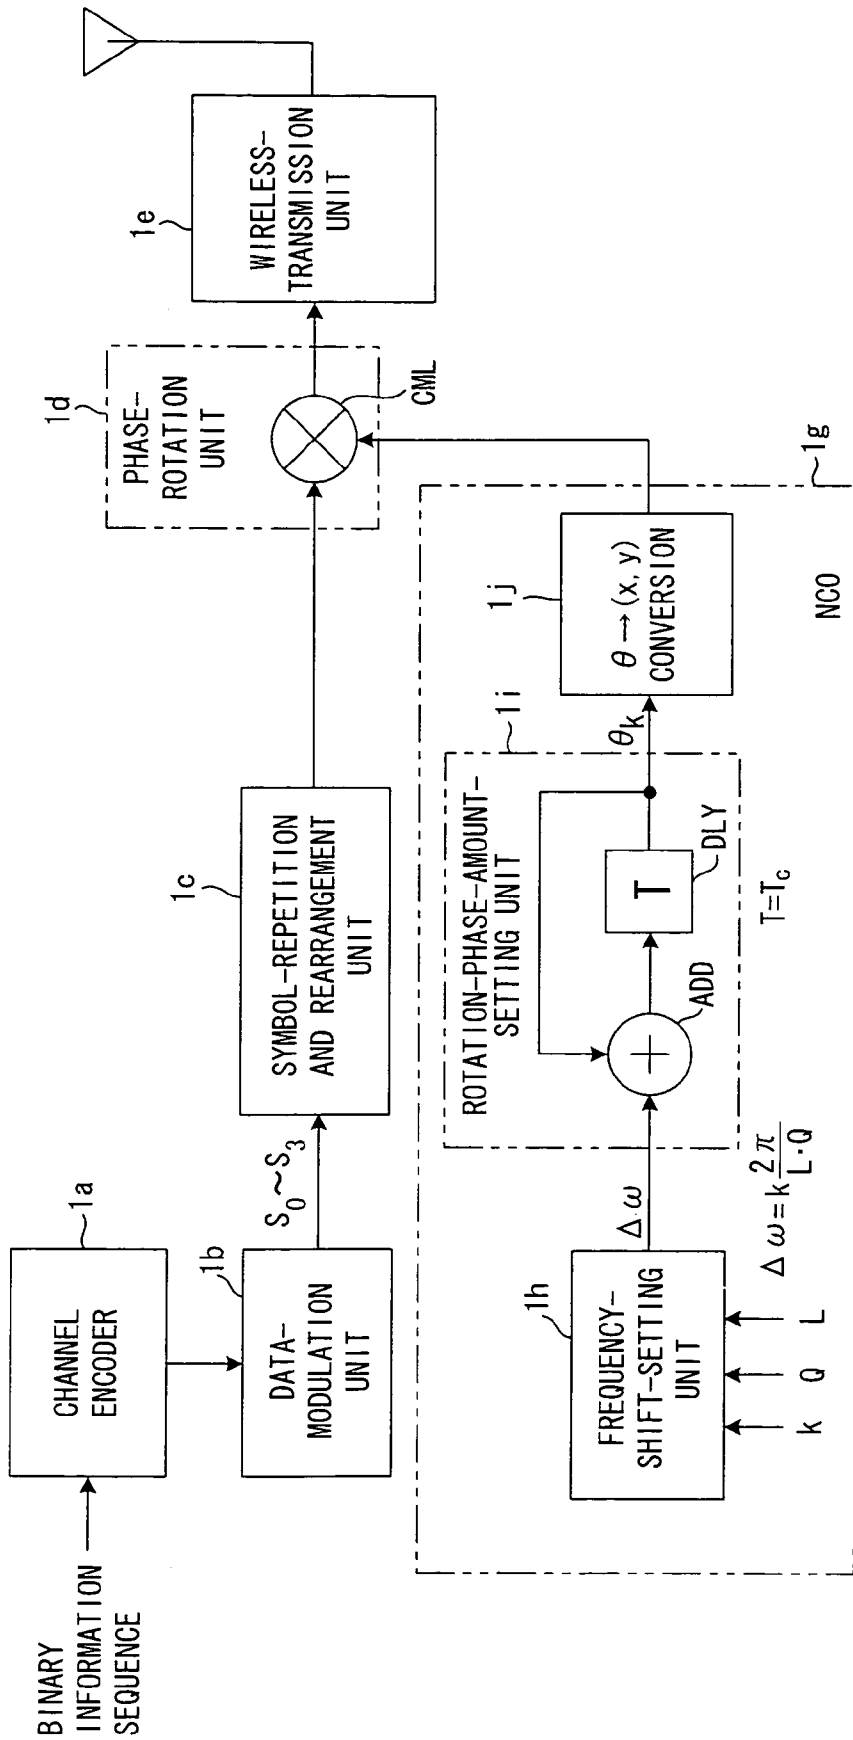 BINARY
INFORMATION
SEQUENCE
1a
CHANNEL
ENCODER
1b
DATA-
MODULATION
UNIT
S0~S3
1c
SYMBOL-REPETITION
AND REARRANGEMENT
UNIT
1d
PHASE-
ROTATION
UNIT
CML
1e
WIRELESS-
TRANSMISSION
UNIT
1g
1h
FREQUENCY-
SHIFT-SETTING
UNIT
k
Q
L
Δω
Δω=k 2π/L·Q
1i
ROTATION-PHASE-AMOUNT-
SETTING UNIT
+
ADD
T
DLY
T=Tc
θk
1j
θ→(x,y)
CONVERSION
NCO